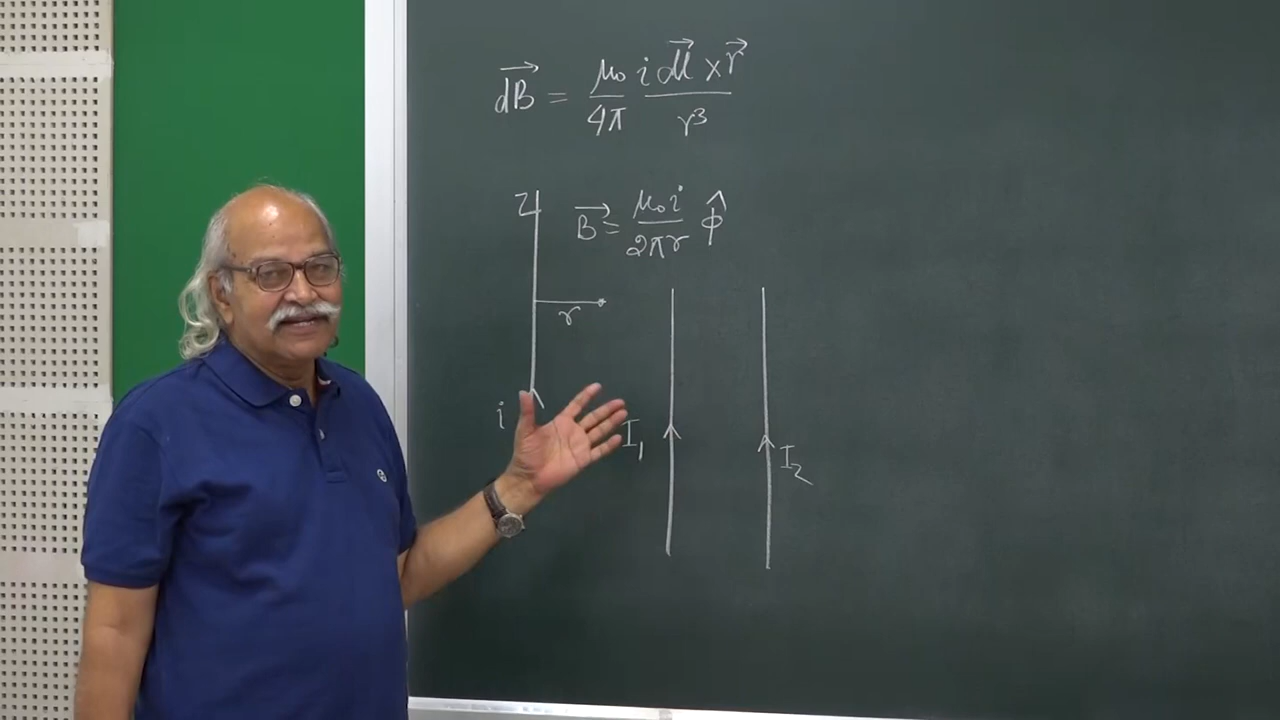 dB⃗ = μ₀/4π i dl⃗ × r⃗/r³
z
B⃗ = μ₀i/2πr φ̂
r
i
I₁
I₂